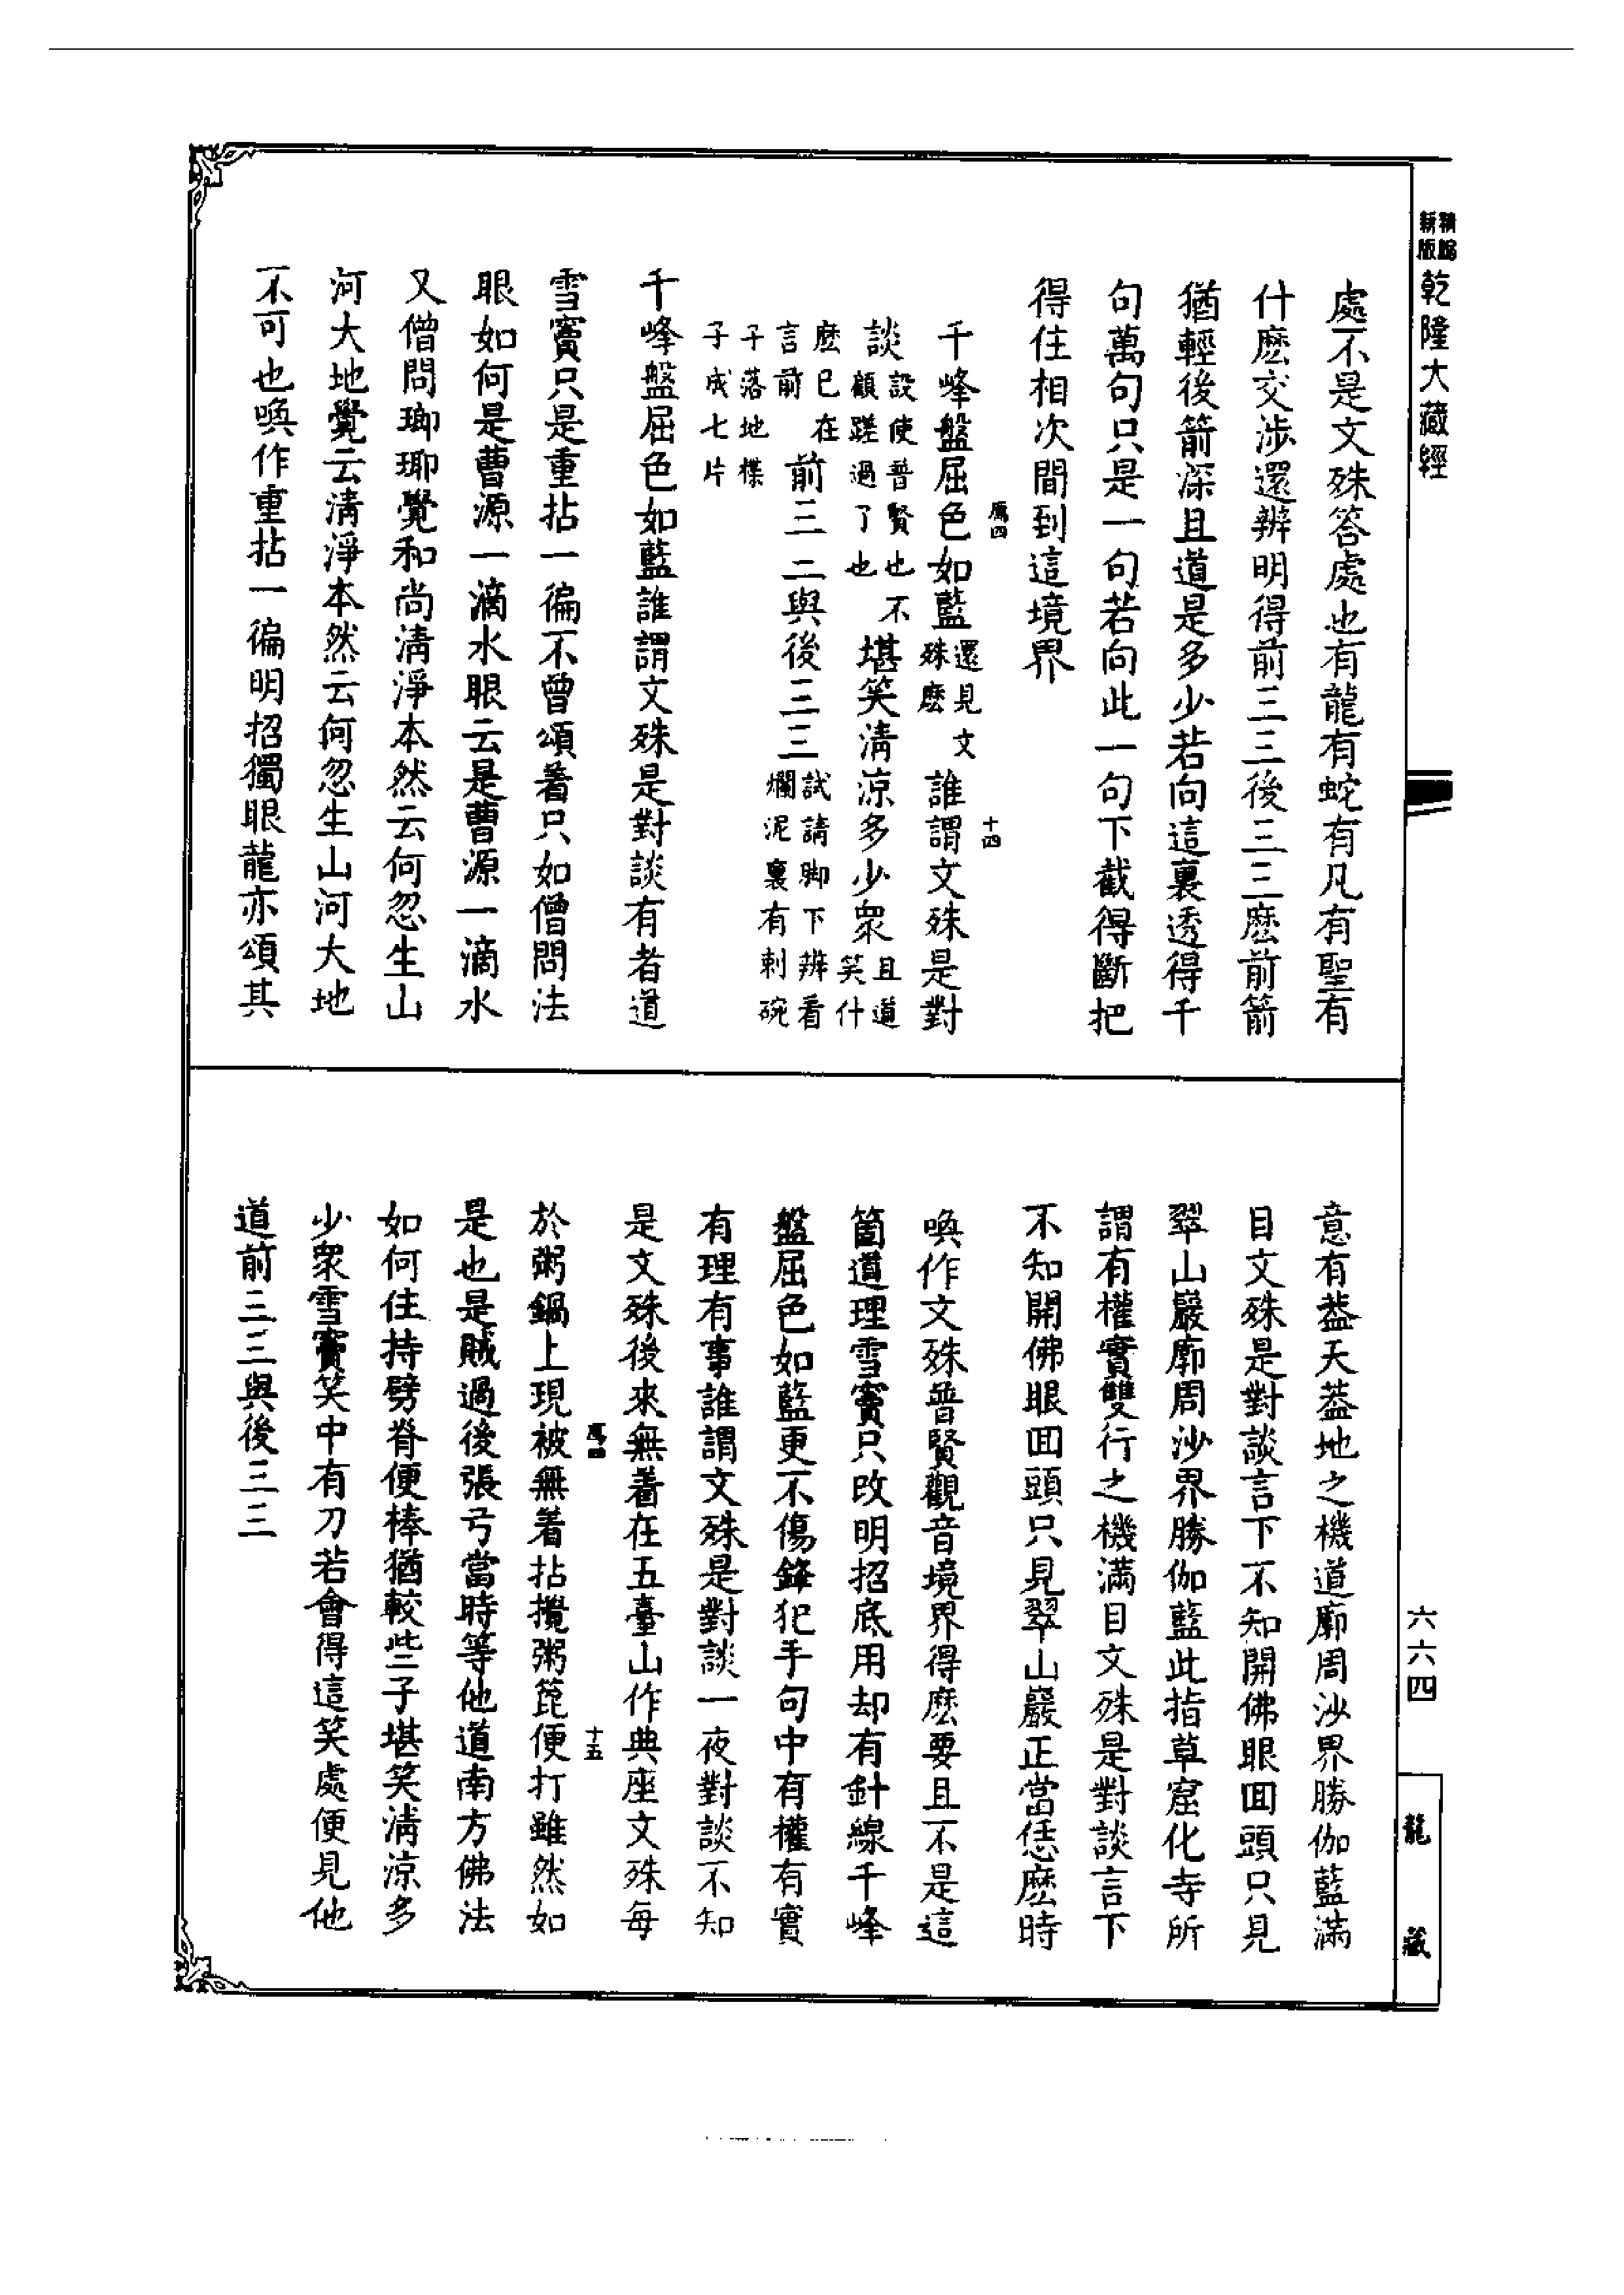 精編新版
乾隆大藏經
處不是文殊答處也有龍有蛇有凡有聖有
什麽交涉還辨明得前三三後三三麽前箭
猶輕後箭深且道是多少若向這裏透得千
句萬句只是一句若向此一句下截得斷把
得住相次間到這境界
鳳四
十四
千峰盤屈色如藍還見文殊麽誰謂文殊是對
談設使普賢也不顧蹉過了也堪笑清涼多少衆且道笑什
麽已在言前前三三與後三三試請脚下辨看爛泥裏有刺碗
子落地楪子成七片
千峰盤屈色如藍誰謂文殊是對談有者道
雪竇只是重拈一徧不曾頌着只如僧問法
眼如何是曹源一滴水眼云是曹源一滴水
又僧問瑯琊覺和尚清淨本然云何忽生山
河大地覺云清淨本然云何忽生山河大地
不可也喚作重拈一徧明招獨眼龍亦頌其
意有葢天葢地之機道廓周沙界勝伽藍滿
目文殊是對談言下不知開佛眼囬頭只見
翠山巖廓周沙界勝伽藍此指草窟化寺所
謂有權實雙行之機滿目文殊是對談言下
不知開佛眼囬頭只見翠山巖正當恁麽時
喚作文殊普賢觀音境界得麽要且不是這
箇道理雪竇只改明招底用却有針線千峰
盤屈色如藍更不傷鋒犯手句中有權有實
有理有事誰謂文殊是對談一夜對談不知
是文殊後來無着在五臺山作典座文殊每
十五
於粥鍋上現被無着拈攪粥篦便打雖然如
是也是賊過後張弓當時等他道南方佛法
如何住持劈脊便棒猶較些子堪笑清涼多
少衆雪竇笑中有刀若會得這笑處便見他
道前三三與後三三
六六四
龍藏